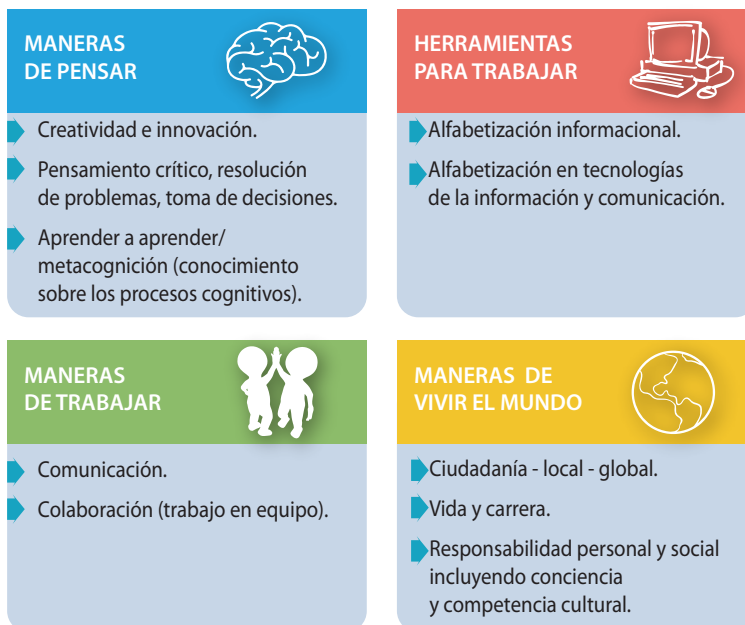 MANERAS
DE PENSAR
Creatividad e innovación.
Pensamiento crítico, resolución
de problemas, toma de decisiones.
Aprender a aprender/
metacognición (conocimiento
sobre los procesos cognitivos).
HERRAMIENTAS
PARA TRABAJAR
Alfabetización informacional.
Alfabetización en tecnologías
de la información y comunicación.
MANERAS
DE TRABAJAR
Comunicación.
Colaboración (trabajo en equipo).
MANERAS DE
VIVIR EL MUNDO
Ciudadanía - local - global.
Vida y carrera.
Responsabilidad personal y social
incluyendo conciencia
y competencia cultural.